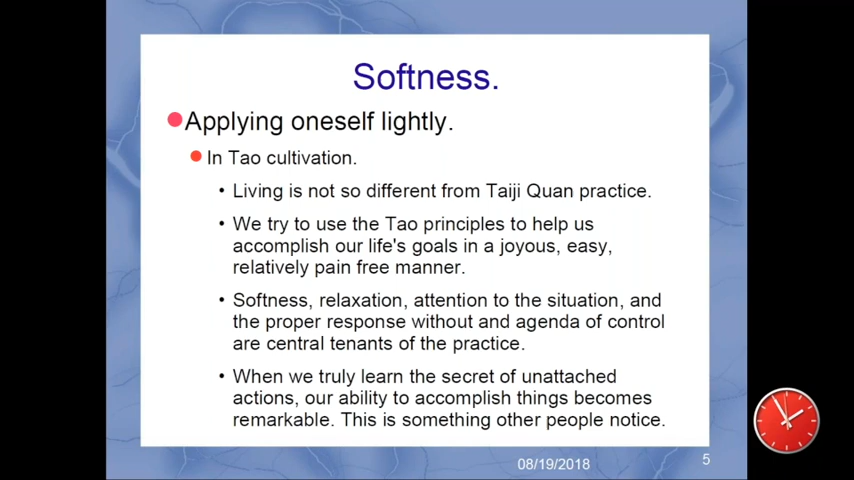 Softness.
Applying oneself lightly.
In Tao cultivation.
• Living is not so different from Taiji Quan practice.
• We try to use the Tao principles to help us
accomplish our life's goals in a joyous, easy,
relatively pain free manner.
• Softness, relaxation, attention to the situation, and
the proper response without and agenda of control
are central tenants of the practice.
• When we truly learn the secret of unattached
actions, our ability to accomplish things becomes
remarkable. This is something other people notice.
08/19/2018
5